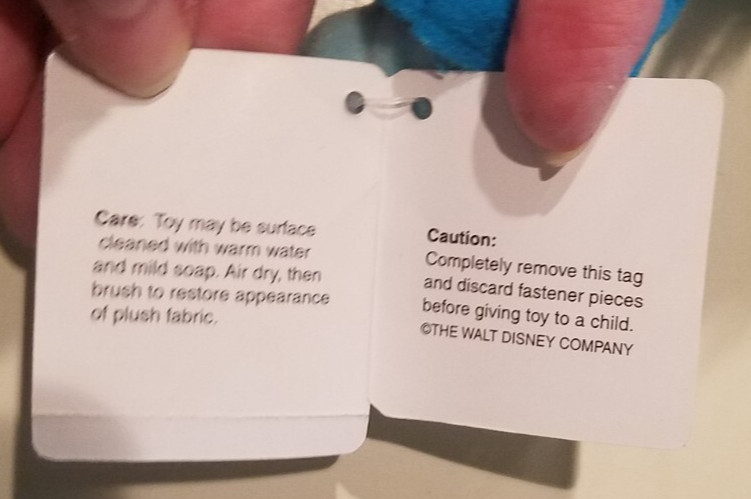 Care: Toy may be surface
cleaned with warm water
and mild soap. Air dry, then
brush to restore appearance
of plush fabric.
Caution:
Completely remove this tag
and discard fastener pieces
before giving toy to a child.
©THE WALT DISNEY COMPANY